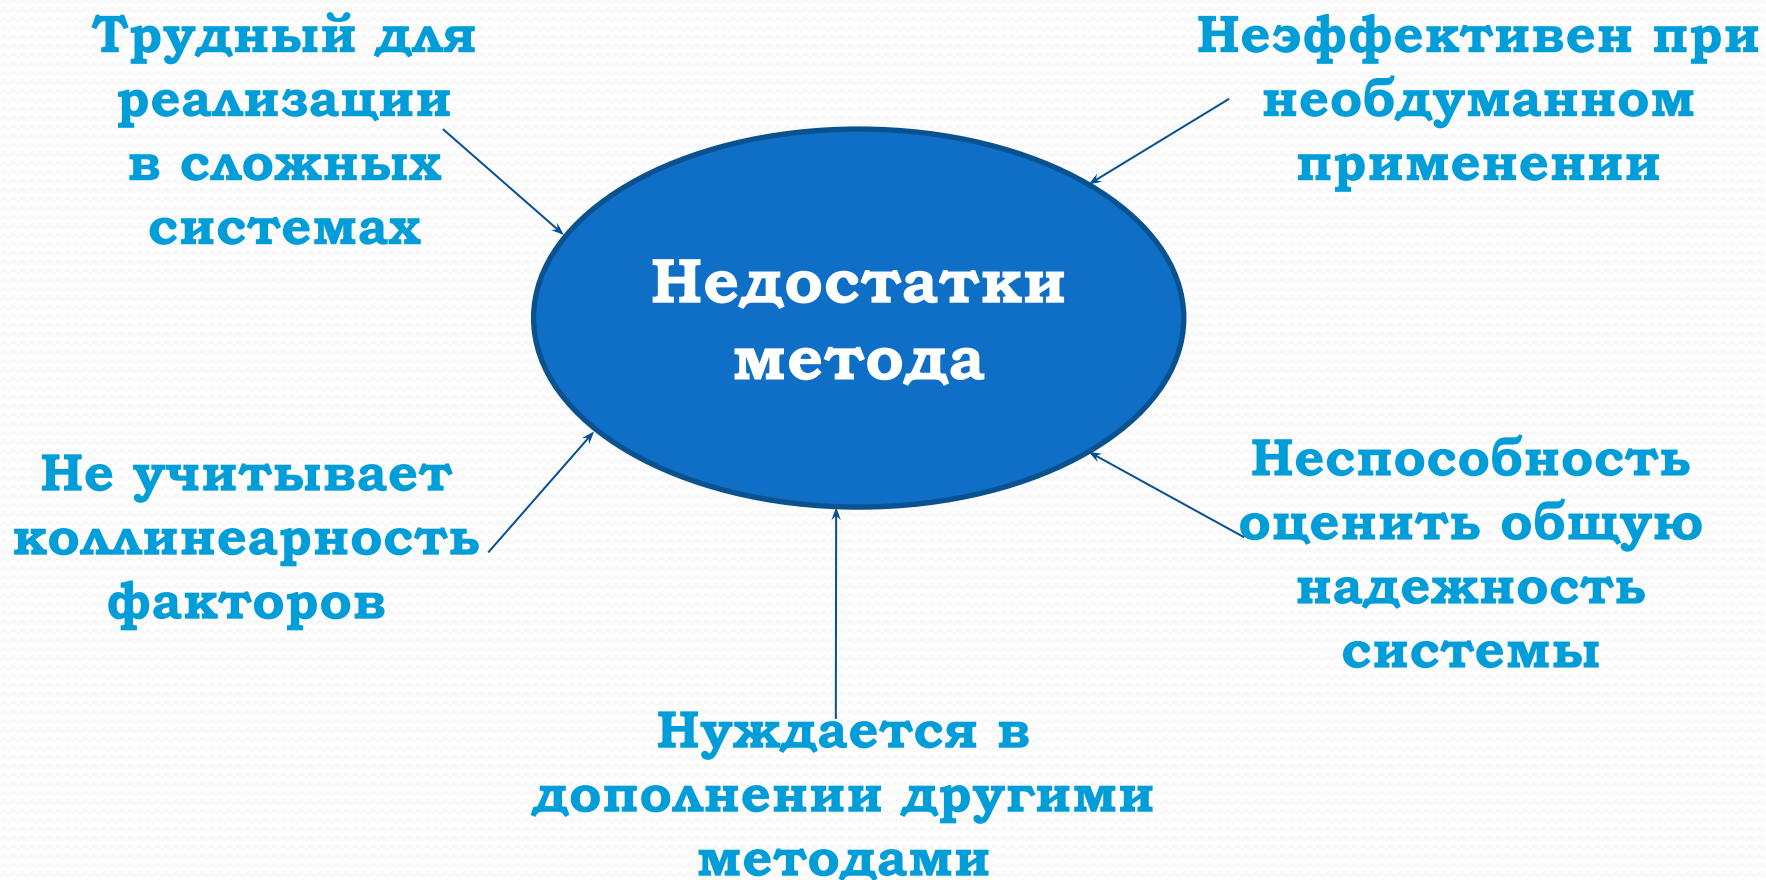 Трудный для
реализации
в сложных
системах
Неэффективен при
необдуманном
применении
Недостатки
метода
Не учитывает
коллинеарность
факторов
Неспособность
оценить общую
надежность
системы
Нуждается в
дополнении другими
методами